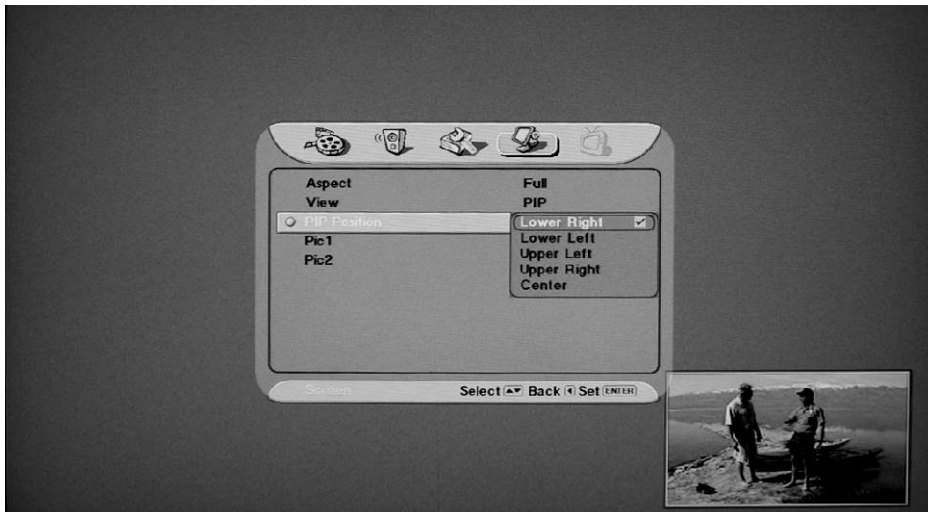 Aspect Full
View PIP
PIP Position Lower Right
Lower Left
Upper Left
Upper Right
Pic1
Pic2
Center
Screen Select Back Set ENTER